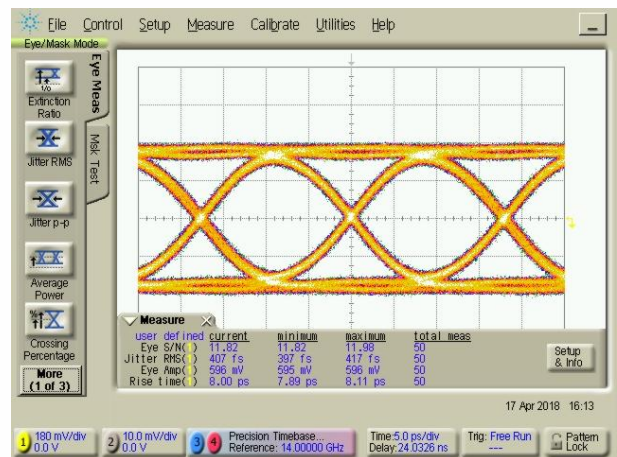 File Control Setup Measure Calibrate Utilities Help
Eye/Mask Mode
Eye Meas
Msk Test
1/0
Extinction
Ratio
Jitter RMS
Jitter p-p
Average
Power
Crossing
Percentage
More
(1 of 3)
Measure
user defined current minimum maximum total meas
Eye S/N(1) 11.82 11.82 11.98 50
Jitter RMS(1) 407 fs 397 fs 417 fs 50
Eye Amp(1) 596 mV 595 mV 596 mV 50
Rise time(1) 8.00 ps 7.89 ps 8.11 ps 50
Setup
& Info
17 Apr 2018 16:13
1 180 mV/div
0.0 V
2 10.0 mV/div
0.0 V
3 4 Precision Timebase...
Reference: 14.00000 GHz
Time:5.0 ps/div
Delay:24.0326 ns
Trig: Free Run
---
Pattern
Lock